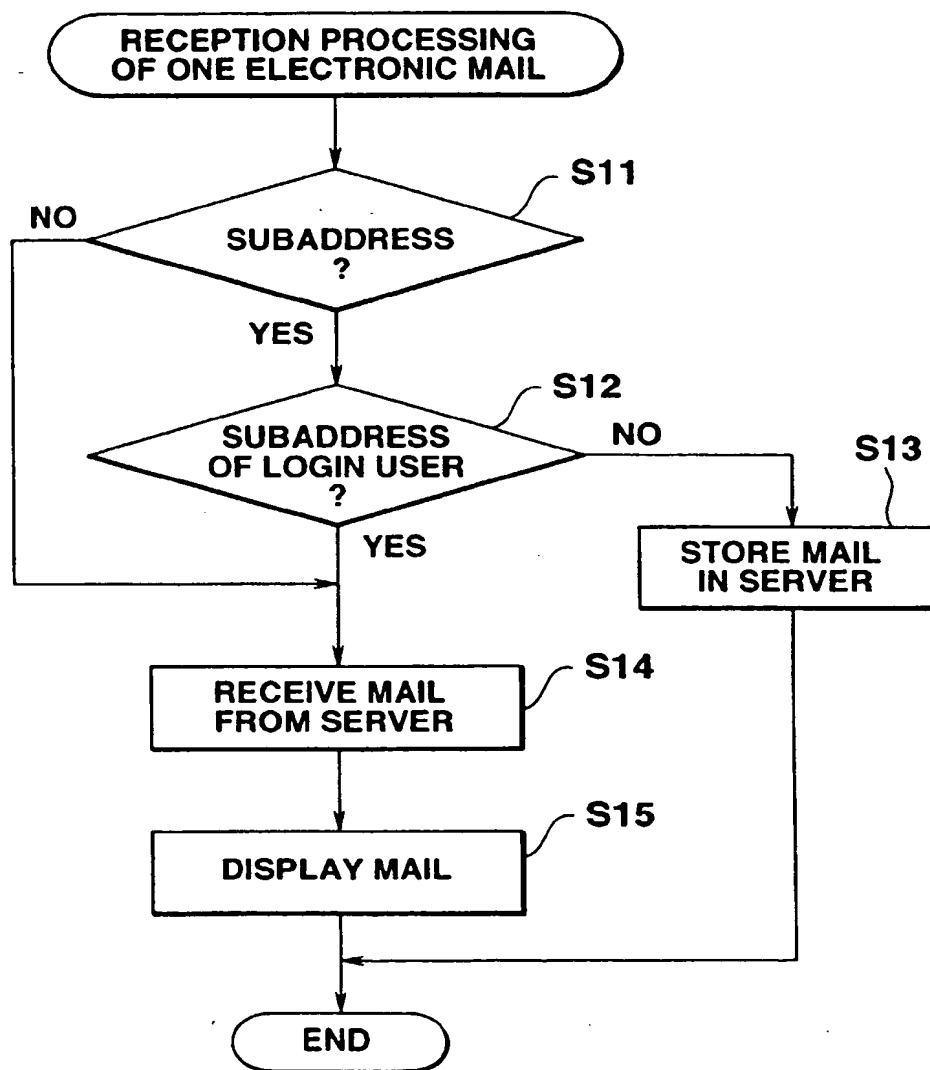 RECEPTION PROCESSING
OF ONE ELECTRONIC MAIL
S11
NO
SUBADDRESS
?
YES
S12
SUBADDRESS
OF LOGIN USER
?
NO
S13
YES
STORE MAIL
IN SERVER
S14
RECEIVE MAIL
FROM SERVER
S15
DISPLAY MAIL
END